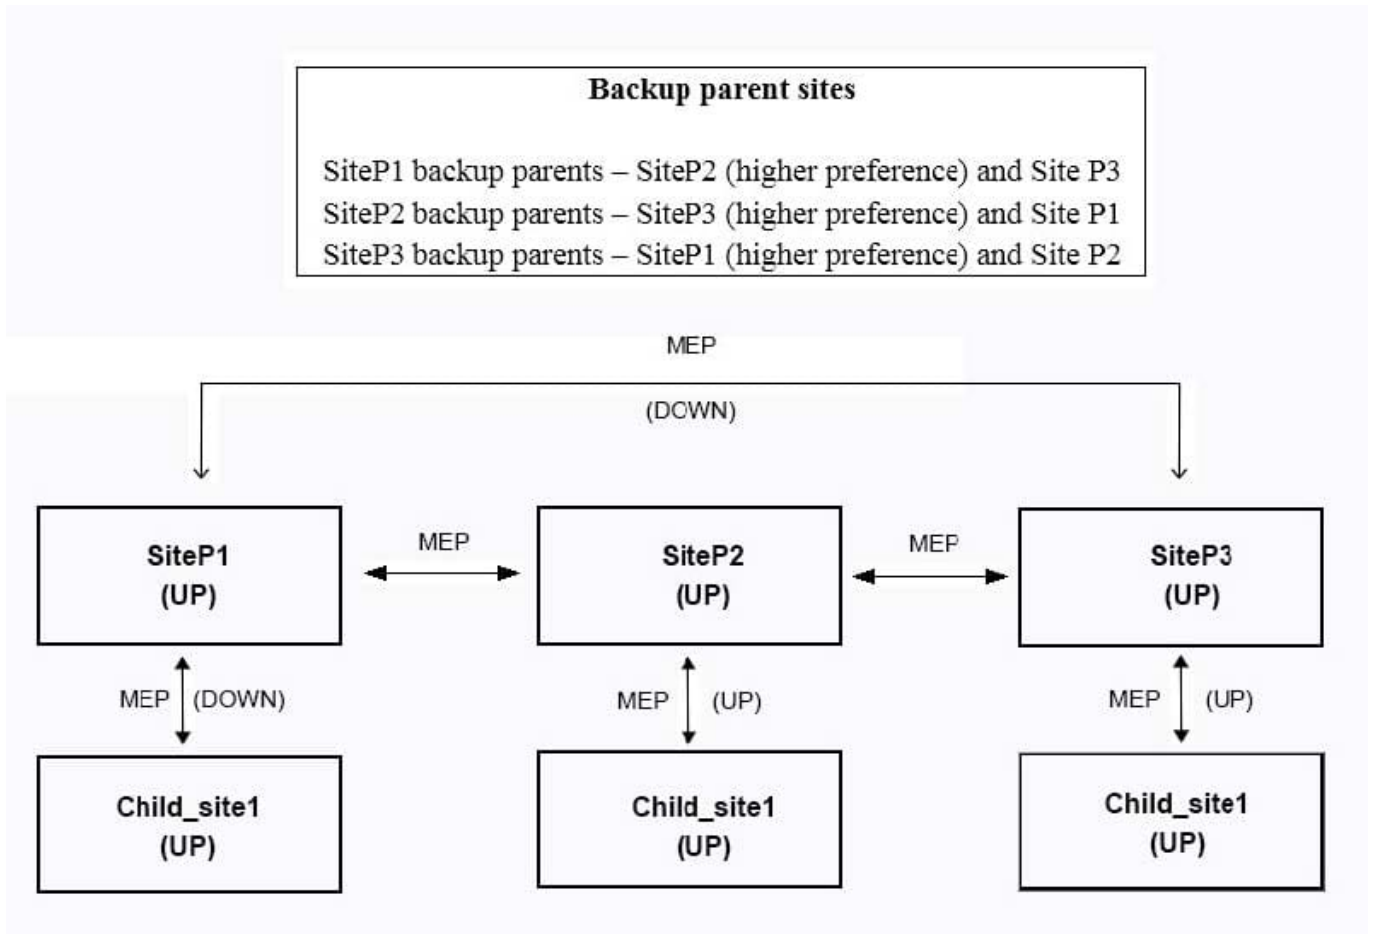 Backup parent sites
SiteP1 backup parents – SiteP2 (higher preference) and Site P3
SiteP2 backup parents – SiteP3 (higher preference) and Site P1
SiteP3 backup parents – SiteP1 (higher preference) and Site P2
MEP
(DOWN)
SiteP1
(UP)
MEP
SiteP2
(UP)
MEP
SiteP3
(UP)
MEP (DOWN)
MEP (UP)
MEP (UP)
Child_site1
(UP)
Child_site1
(UP)
Child_site1
(UP)